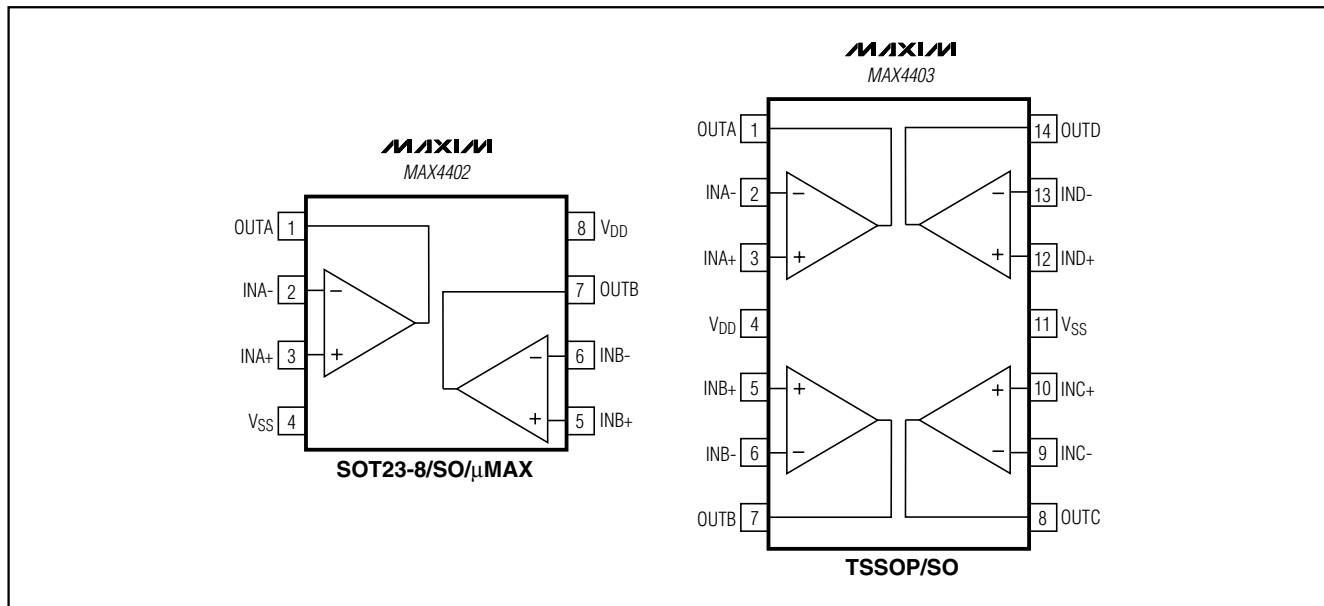 MAXIM
MAX4402
OUTA 1
8 VDD
INA- 2
−
7 OUTB
INA+ 3
+
−
6 INB-
VSS 4
+
5 INB+
SOT23-8/SO/μMAX
MAXIM
MAX4403
OUTA 1
14 OUTD
INA- 2
−
−
13 IND-
INA+ 3
+
+
12 IND+
VDD 4
11 VSS
INB+ 5
+
+
10 INC+
INB- 6
−
−
9 INC-
OUTB 7
8 OUTC
TSSOP/SO